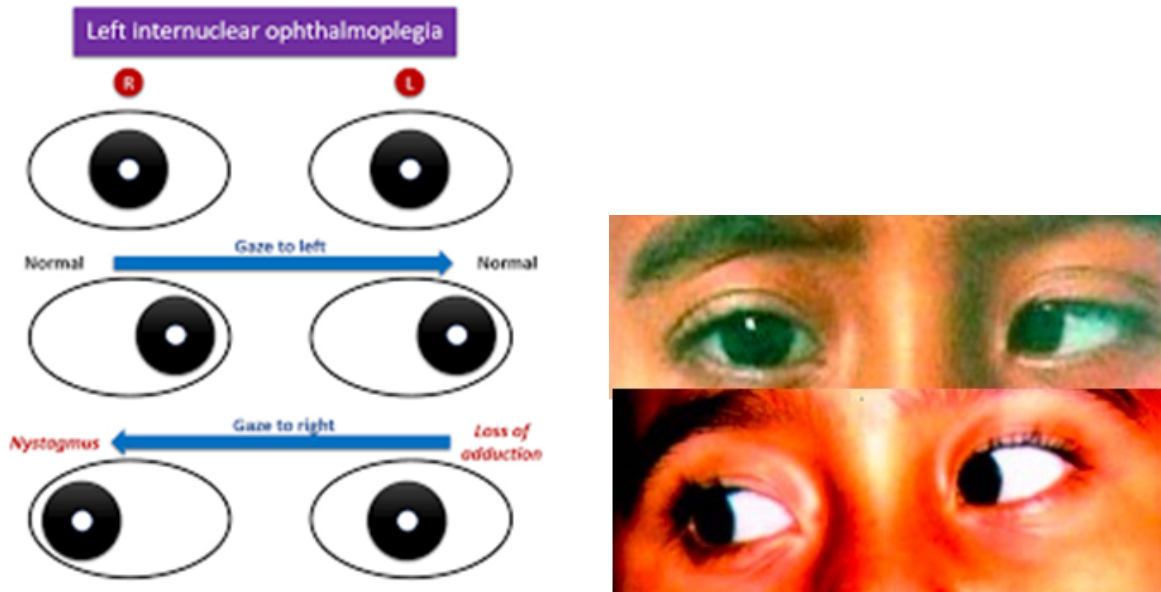 Left internuclear ophthalmoplegia
R L
Gaze to left
Normal Normal
Gaze to right
Nystagmus Loss of
adduction